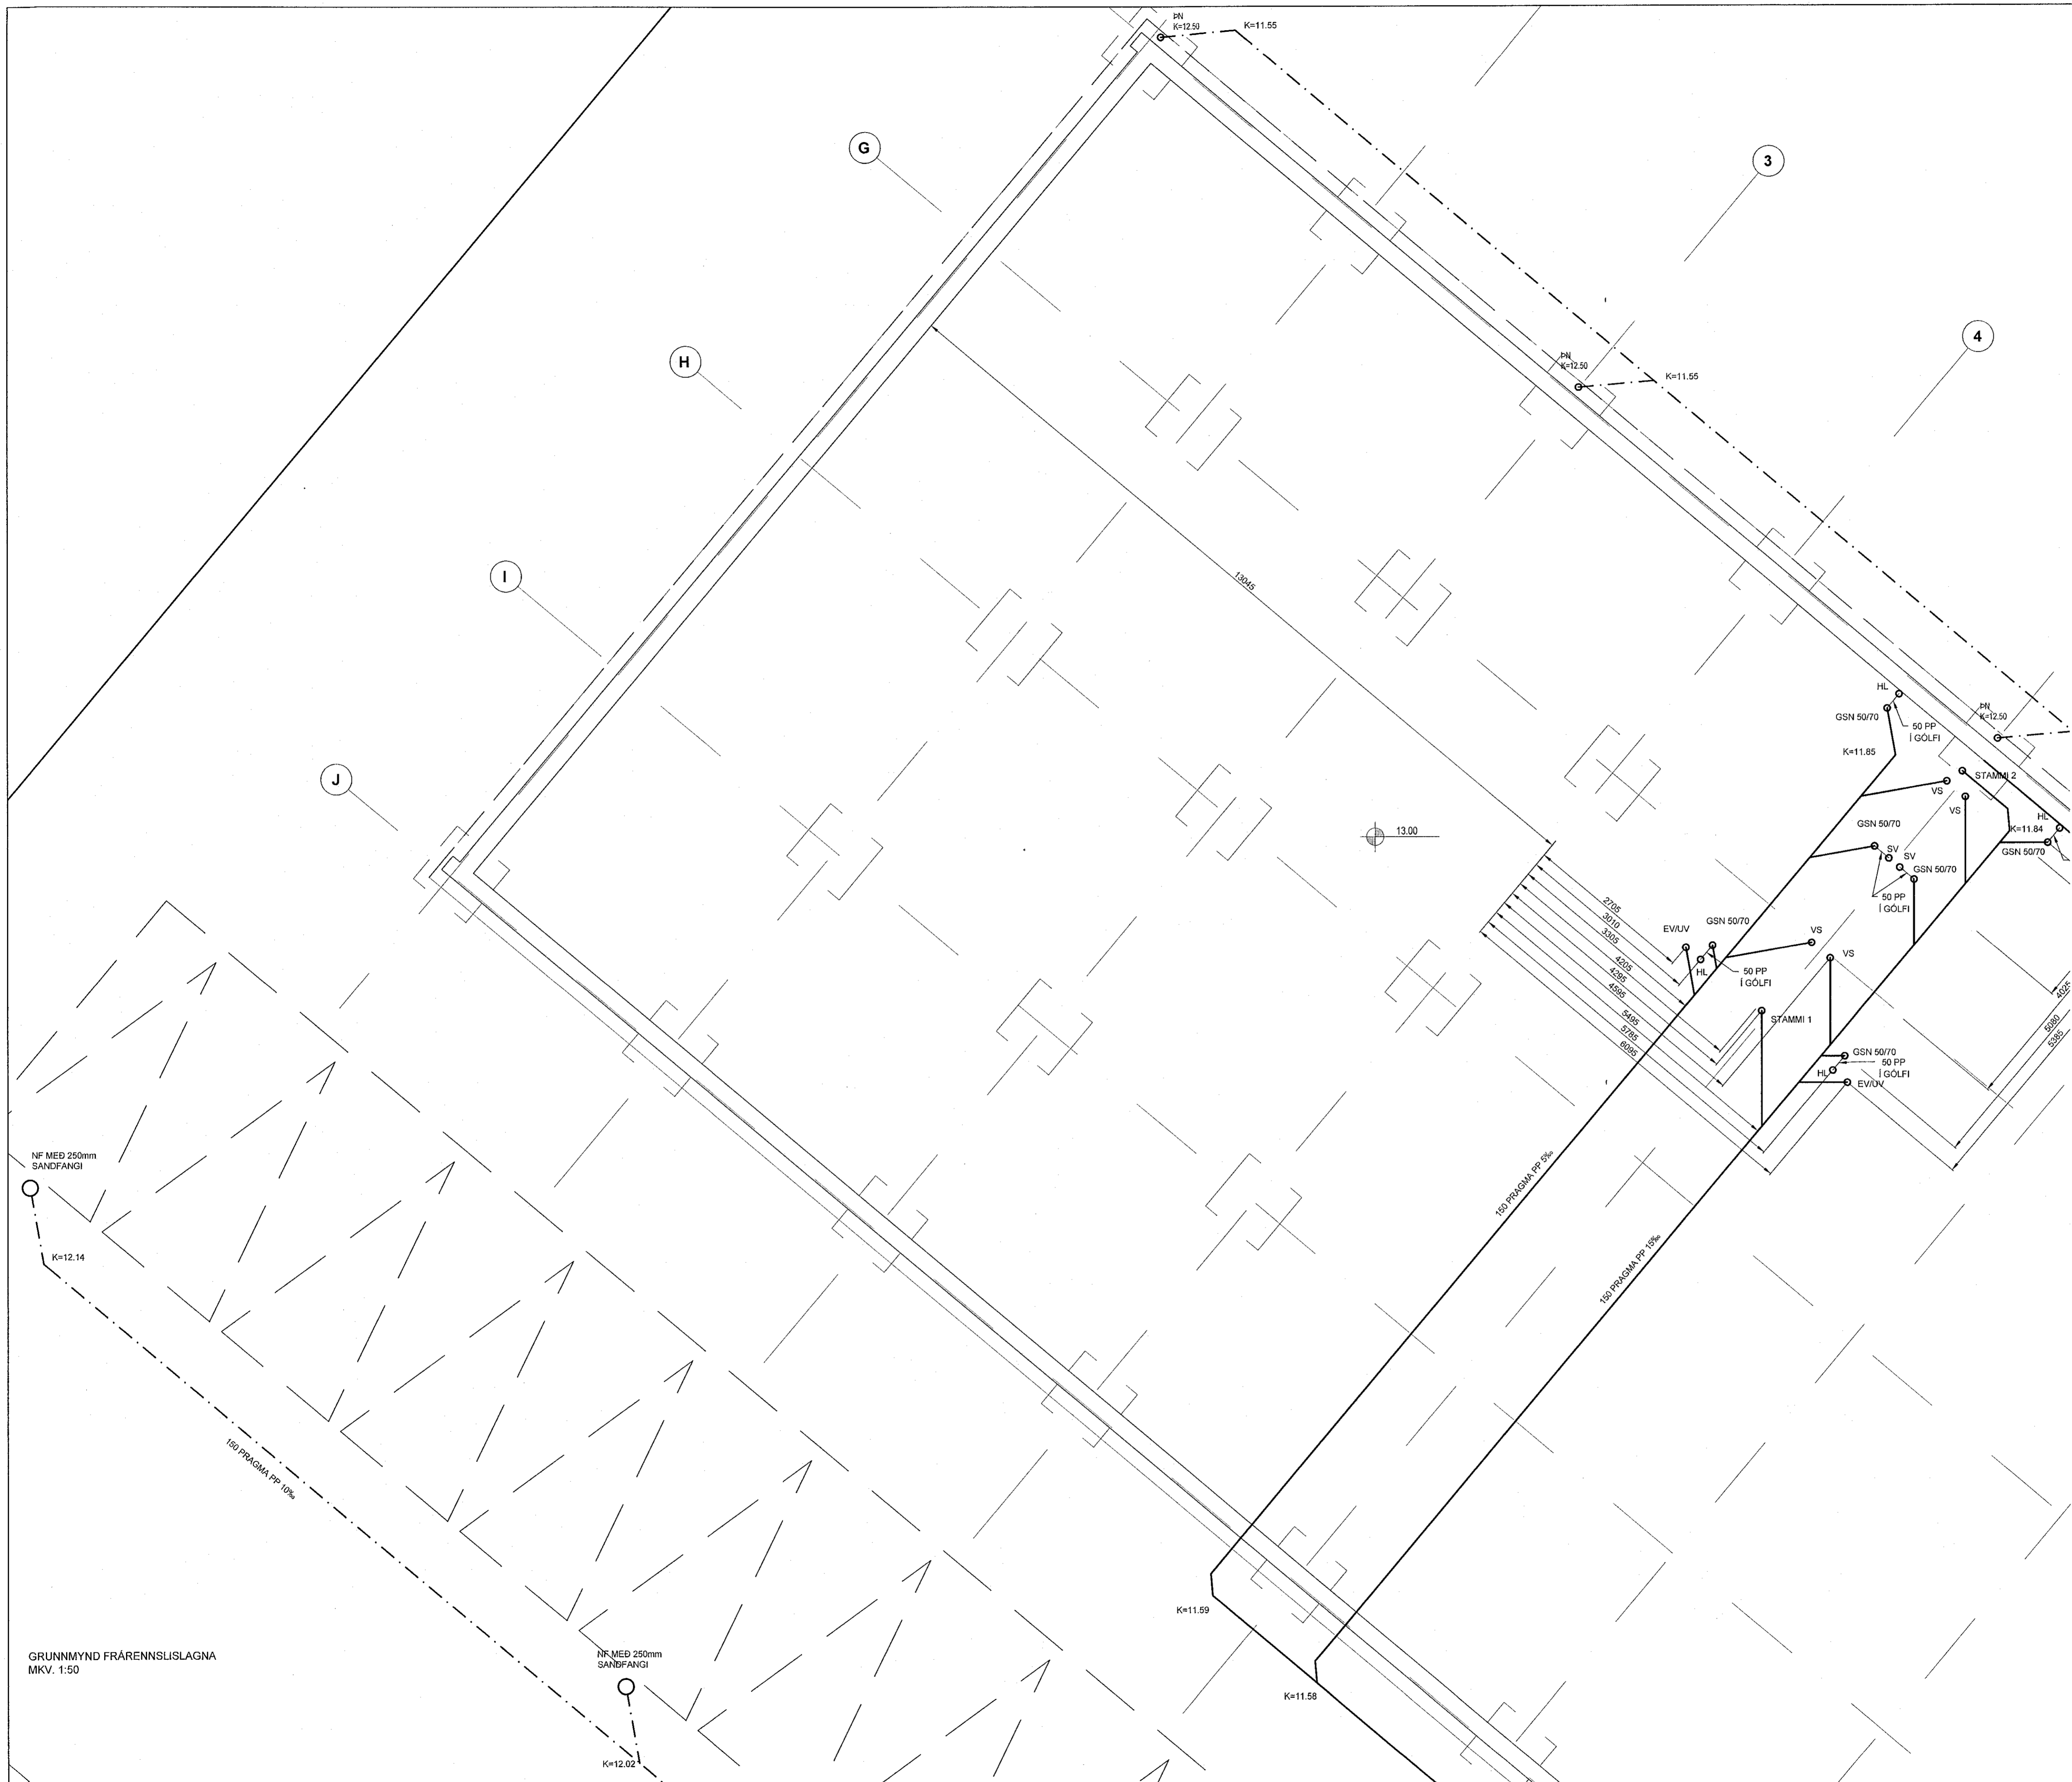 ÞN
K=12.50
K=11.55
G
3
H
4
ÞN
K=12.50
K=11.55
I
13045
J
HL
GSN 50/70
50 PP
Í GÓLFI
K=11.85
ÞN
K=12.50
STAMMI 2
VS
VS
HL
K=11.84
GSN 50/70
GSN 50/70
SV
SV
GSN 50/70
50 PP
Í GÓLFI
13.00
2705
3010
3305
4205
4295
4595
5495
5785
6095
EV/UV
GSN 50/70
HL
50 PP
Í GÓLFI
VS
VS
STAMMI 1
GSN 50/70
50 PP
Í GÓLFI
HL
EV/UV
4025
5080
5385
NF MEÐ 250mm
SANDFANGI
K=12.14
150 PRAGMA PP 5‰
150 PRAGMA PP 15‰
150 PRAGMA PP 10‰
K=11.59
K=11.58
GRUNNMYND FRÁRENNSLISLAGNA
MKV. 1:50
NF MEÐ 250mm
SANDFANGI
K=12.02